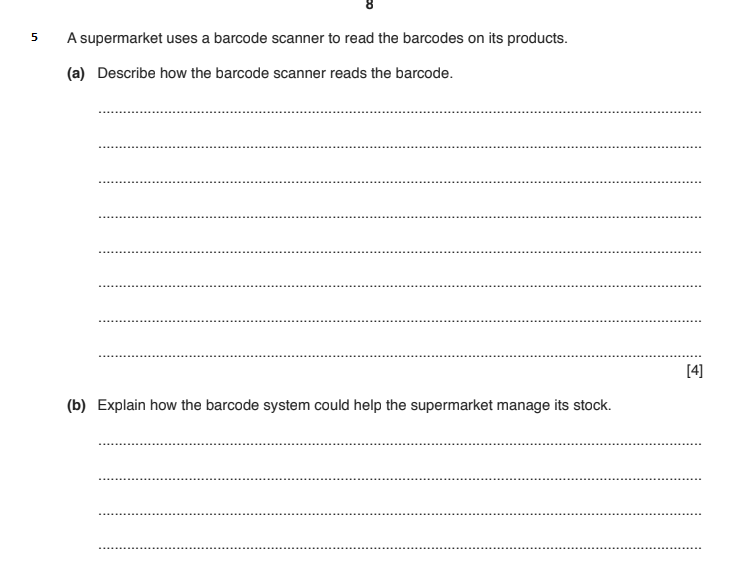 8
5 A supermarket uses a barcode scanner to read the barcodes on its products.
(a) Describe how the barcode scanner reads the barcode.
[4]
(b) Explain how the barcode system could help the supermarket manage its stock.